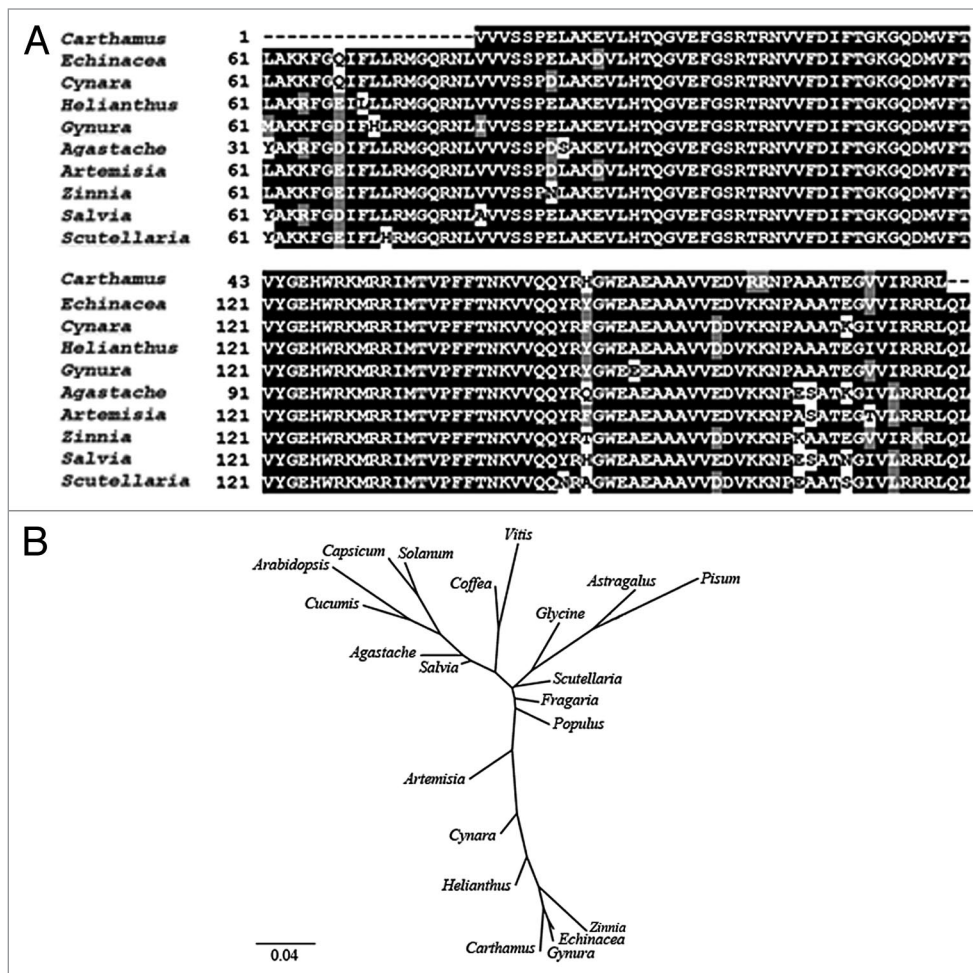 A
Carthamus 1 ------------------VVVSSPELAKEVLHTQGVEFGSRTRNVVFDIFTGKGQDMVFT
Echinacea 61 LAKKFGQIFLLRMGQRNLVVVSSPELAKDVLHTQGVEFGSRTRNVVFDIFTGKGQDMVFT
Cynara 61 LAKKFGQIFLLRMGQRNLVVVSSPDLAKEVLHTQGVEFGSRTRNVVFDIFTGKGQDMVFT
Helianthus 61 LAKRFGEILLLRMGQRNLVVVSSPELAKEVLHTQGVEFGSRTRNVVFDIFTGKGQDMVFT
Gynura 61 MAKKFGDIFHLRMGQRNLIVVSSPELAKEVLHTQGVEFGSRTRNVVFDIFTGKGQDMVFT
Agastache 31 YAKRFGDIFLLRMGQRNLVVVSSPDSAKEVLHTQGVEFGSRTRNVVFDIFTGKGQDMVFT
Artemisia 61 LAKKFGEIFLLRMGQRNLVVVSSPDLAKDVLHTQGVEFGSRTRNVVFDIFTGKGQDMVFT
Zinnia 61 LAKKFGEIFLLRMGQRNLVVVSSPNLAKEVLHTQGVEFGSRTRNVVFDIFTGKGQDMVFT
Salvia 61 YAKRFGDIFLLRMGQRNLAVVSSPELAKEVLHTQGVEFGSRTRNVVFDIFTGKGQDMVFT
Scutellaria 61 YAKKFGEIFLHRMGQRNLVVVSSPELAKEVLHTQGVEFGSRTRNVVFDIFTGKGQDMVFT
Carthamus 43 VYGEHWRKMRRIMTVPFFTNKVVQQYRHGWEAEAAAVVEDVRRNPAAATEGVVIRRRL--
Echinacea 121 VYGEHWRKMRRIMTVPFFTNKVVQQYRYGWEAEAAAVVEDVKKNPAAATEGVVIRRRLQL
Cynara 121 VYGEHWRKMRRIMTVPFFTNKVVQQYRFGWEAEAAAVVDDVKKNPAAATKGIVIRRRLQL
Helianthus 121 VYGEHWRKMRRIMTVPFFTNKVVQQYRYGWEAEAAAVVDDVKKNPAAATEGIVIRRRLQL
Gynura 121 VYGEHWRKMRRIMTVPFFTNKVVQQYRYGWEEEAAAVVEDVKKNPAAATEGVVIRRRLQL
Agastache 91 VYGEHWRKMRRIMTVPFFTNKVVQQYRQGWEAEAAAVVEDVKKNPESATKGIVLRRRLQL
Artemisia 121 VYGEHWRKMRRIMTVPFFTNKVVQQYRFGWEAEAAAVVEDVKKNPASATEGTVLRRRLQL
Zinnia 121 VYGEHWRKMRRIMTVPFFTNKVVQQYRTGWEAEAAAVVDDVKKNPKAATEGVVIRKRLQL
Salvia 121 VYGEHWRKMRRIMTVPFFTNKVVQQYRHGWEAEAAAVVEDVKKNPESATNGIVLRRRLQL
Scutellaria 121 VYGEHWRKMRRIMTVPFFTNKVVQQNRAGWEAEAAAVVDDVKKNPEAATSGIVLRRRLQL
B
Vitis
Capsicum
Solanum
Arabidopsis
Coffea
Astragalus
Pisum
Cucumis
Glycine
Agastache
Salvia
Scutellaria
Fragaria
Populus
Artemisia
Cynara
Helianthus
Zinnia
Echinacea
Carthamus
Gynura
0.04